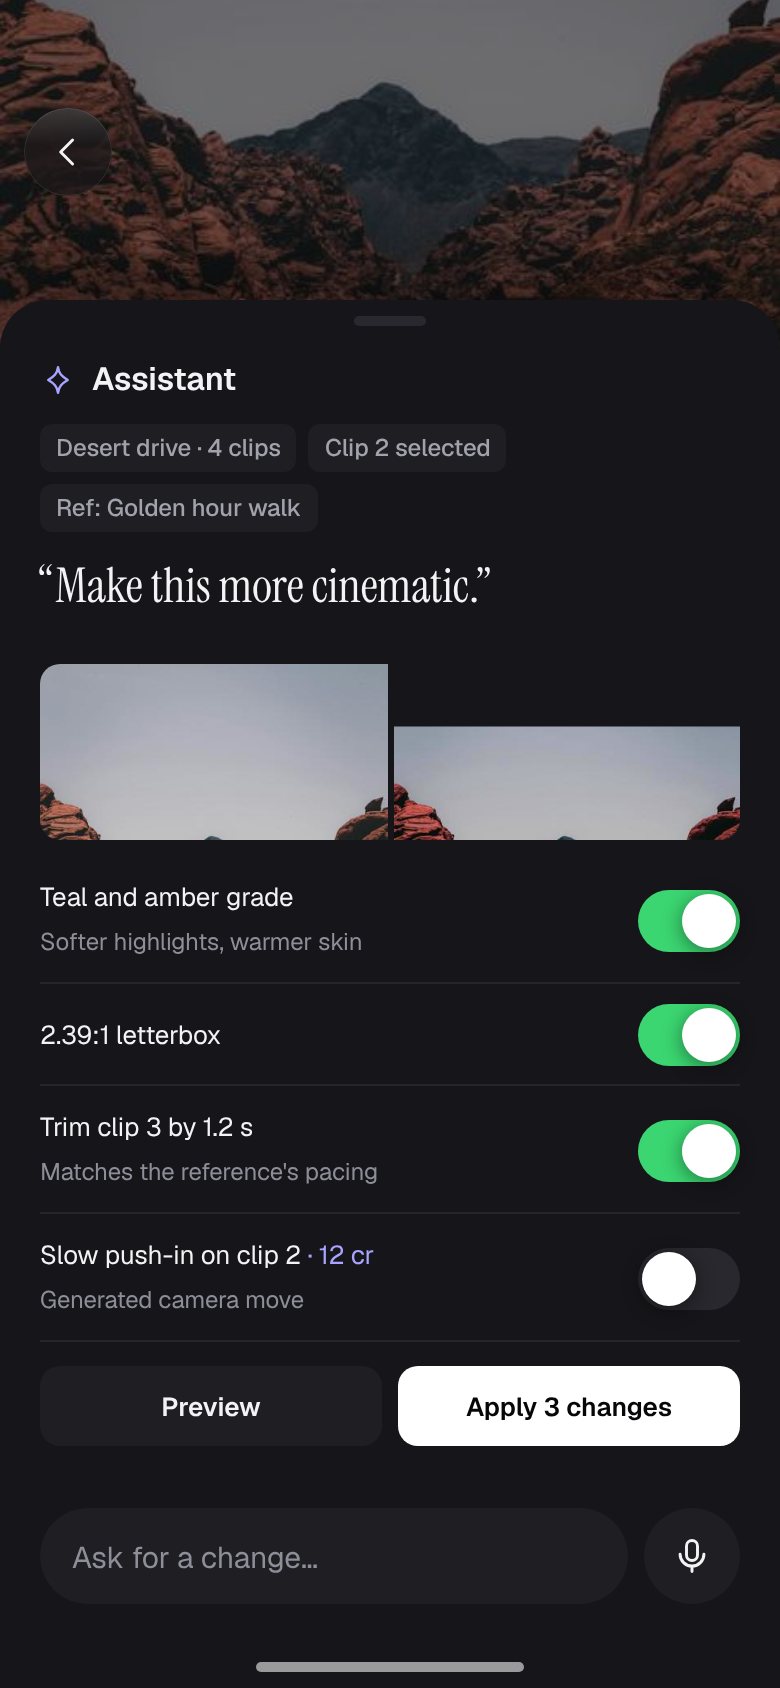 Assistant
Desert drive · 4 clips
Clip 2 selected
Ref: Golden hour walk
“Make this more cinematic.”
Teal and amber grade
Softer highlights, warmer skin
2.39:1 letterbox
Trim clip 3 by 1.2 s
Matches the reference's pacing
Slow push-in on clip 2 · 12 cr
Generated camera move
Preview
Apply 3 changes
Ask for a change…